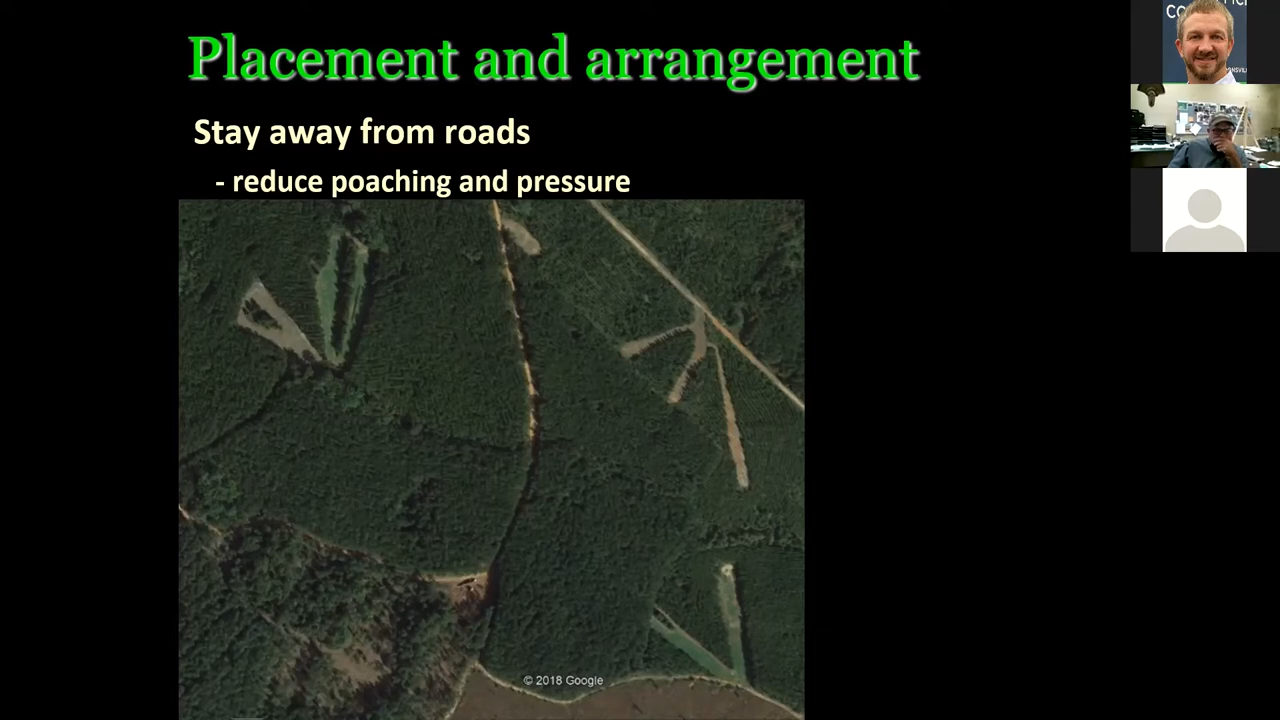 Placement and arrangement
Stay away from roads
- reduce poaching and pressure
© 2018 Google